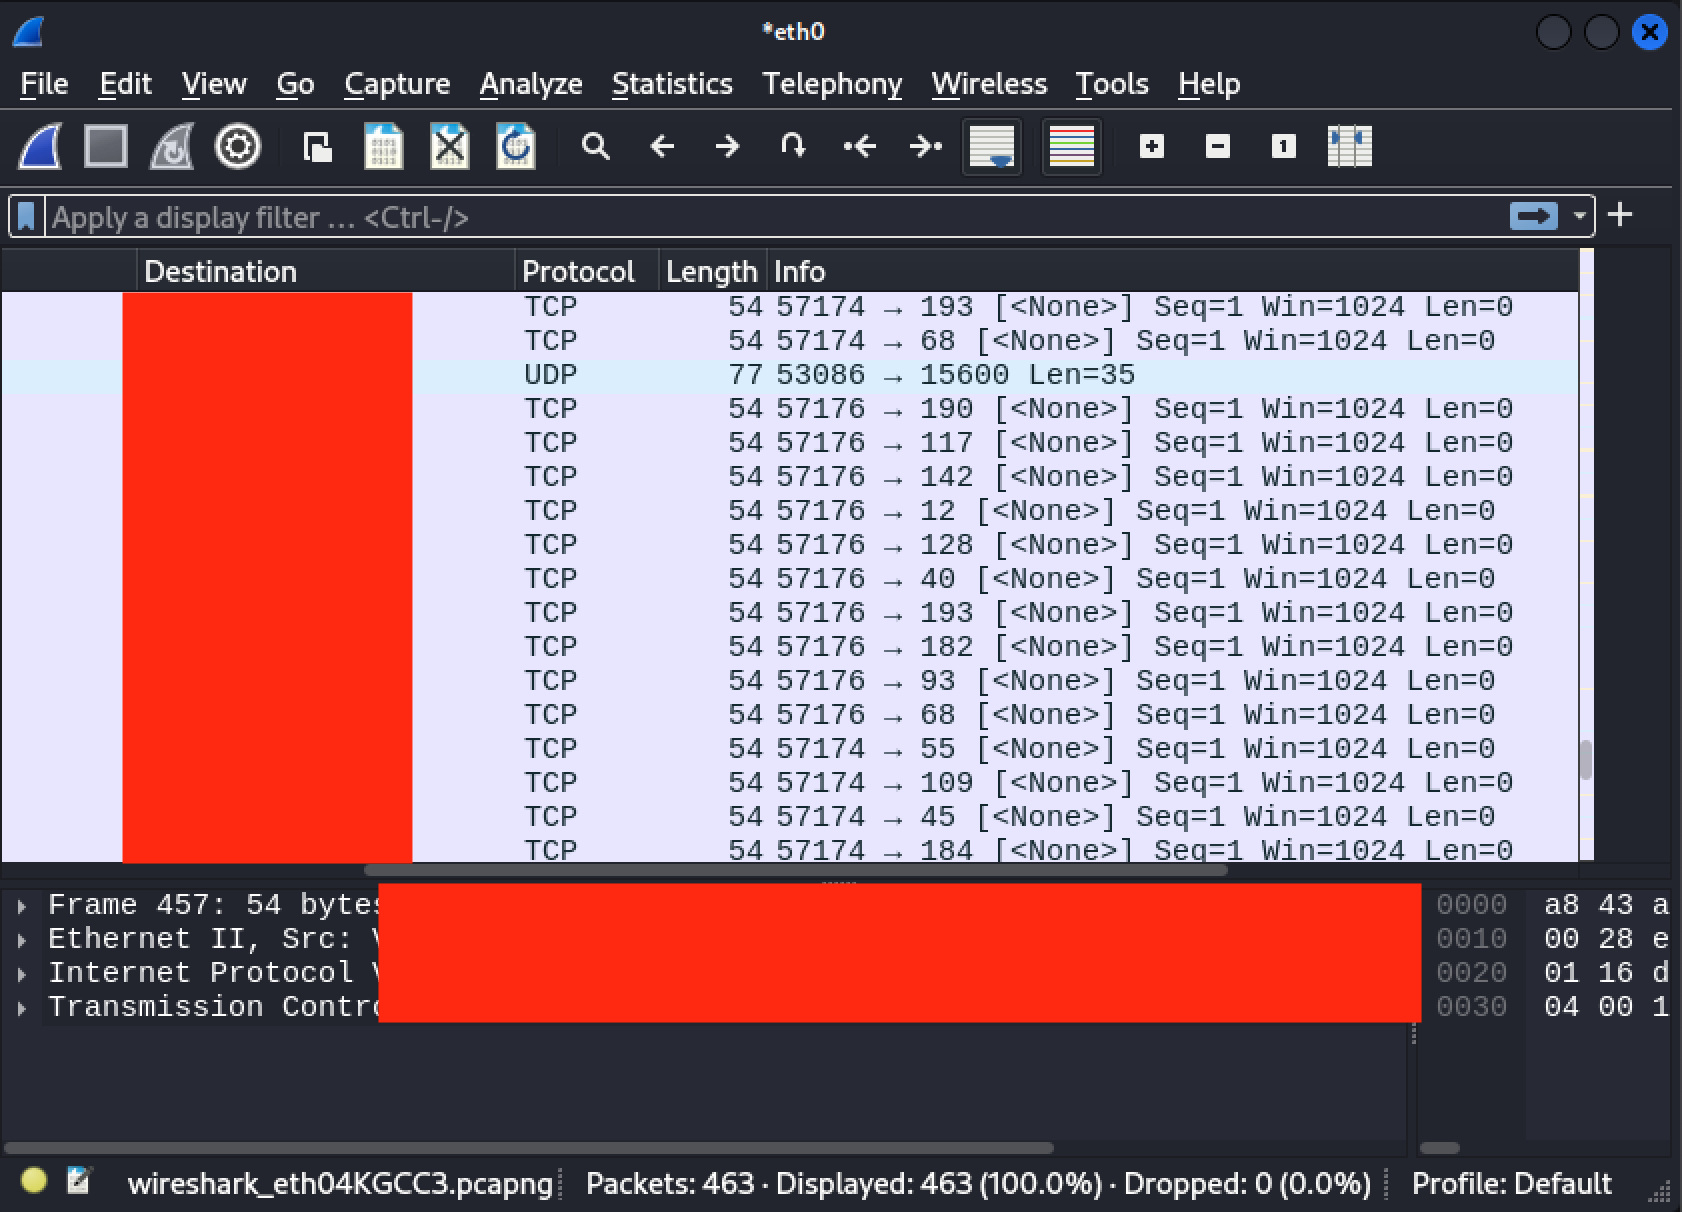 *eth0
File Edit View Go Capture Analyze Statistics Telephony Wireless Tools Help
1
Apply a display filter … <Ctrl-/>
Destination Protocol Length Info
TCP 54 57174 → 193 [<None>] Seq=1 Win=1024 Len=0
TCP 54 57174 → 68 [<None>] Seq=1 Win=1024 Len=0
UDP 77 53086 → 15600 Len=35
TCP 54 57176 → 190 [<None>] Seq=1 Win=1024 Len=0
TCP 54 57176 → 117 [<None>] Seq=1 Win=1024 Len=0
TCP 54 57176 → 142 [<None>] Seq=1 Win=1024 Len=0
TCP 54 57176 → 12 [<None>] Seq=1 Win=1024 Len=0
TCP 54 57176 → 128 [<None>] Seq=1 Win=1024 Len=0
TCP 54 57176 → 40 [<None>] Seq=1 Win=1024 Len=0
TCP 54 57176 → 193 [<None>] Seq=1 Win=1024 Len=0
TCP 54 57176 → 182 [<None>] Seq=1 Win=1024 Len=0
TCP 54 57176 → 93 [<None>] Seq=1 Win=1024 Len=0
TCP 54 57176 → 68 [<None>] Seq=1 Win=1024 Len=0
TCP 54 57174 → 55 [<None>] Seq=1 Win=1024 Len=0
TCP 54 57174 → 109 [<None>] Seq=1 Win=1024 Len=0
TCP 54 57174 → 45 [<None>] Seq=1 Win=1024 Len=0
TCP 54 57174 → 184 [<None>] Seq=1 Win=1024 Len=0
Frame 457: 54 bytes 0000 a8 43 a
Ethernet II, Src: 0010 00 28 e
Internet Protocol 0020 01 16 d
Transmission Contro 0030 04 00 1
wireshark_eth04KGCC3.pcapng Packets: 463 · Displayed: 463 (100.0%) · Dropped: 0 (0.0%) Profile: Default